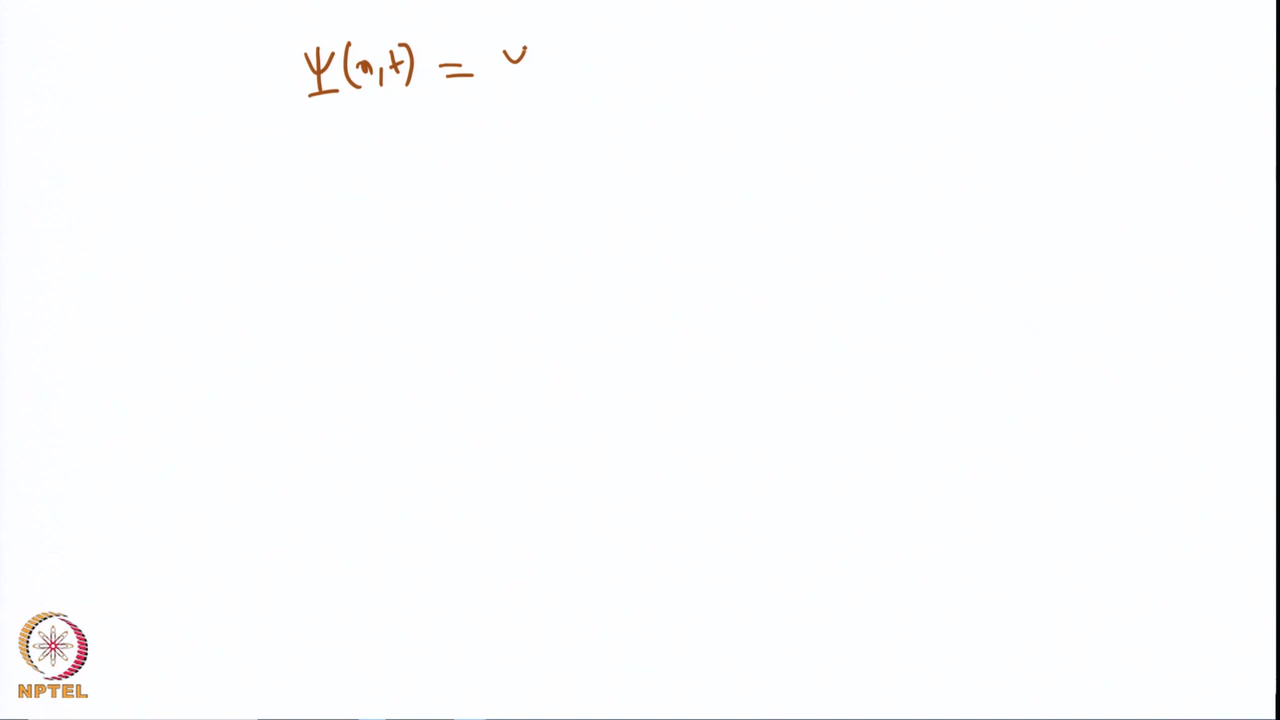 Ψ(x,t) =
NPTEL